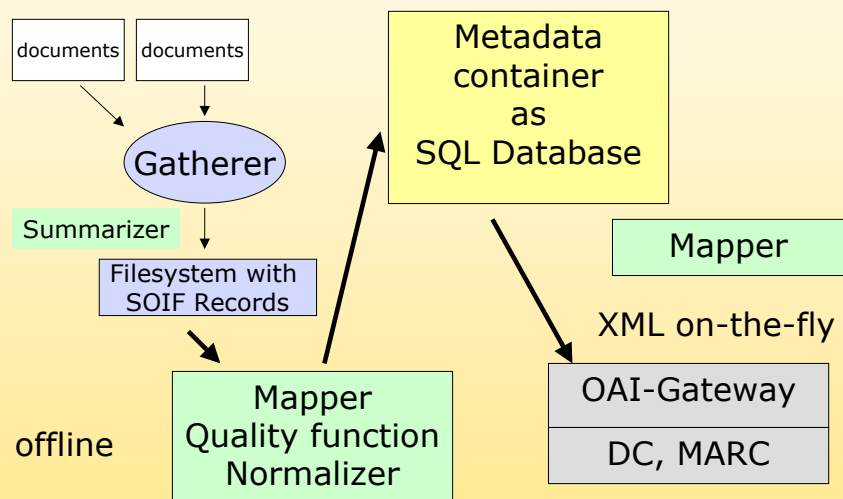 documents
documents
Gatherer
Summarizer
Filesystem with
SOIF Records
Mapper
Quality function
Normalizer
offline
Metadata
container
as
SQL Database
Mapper
XML on-the-fly
OAI-Gateway
DC, MARC